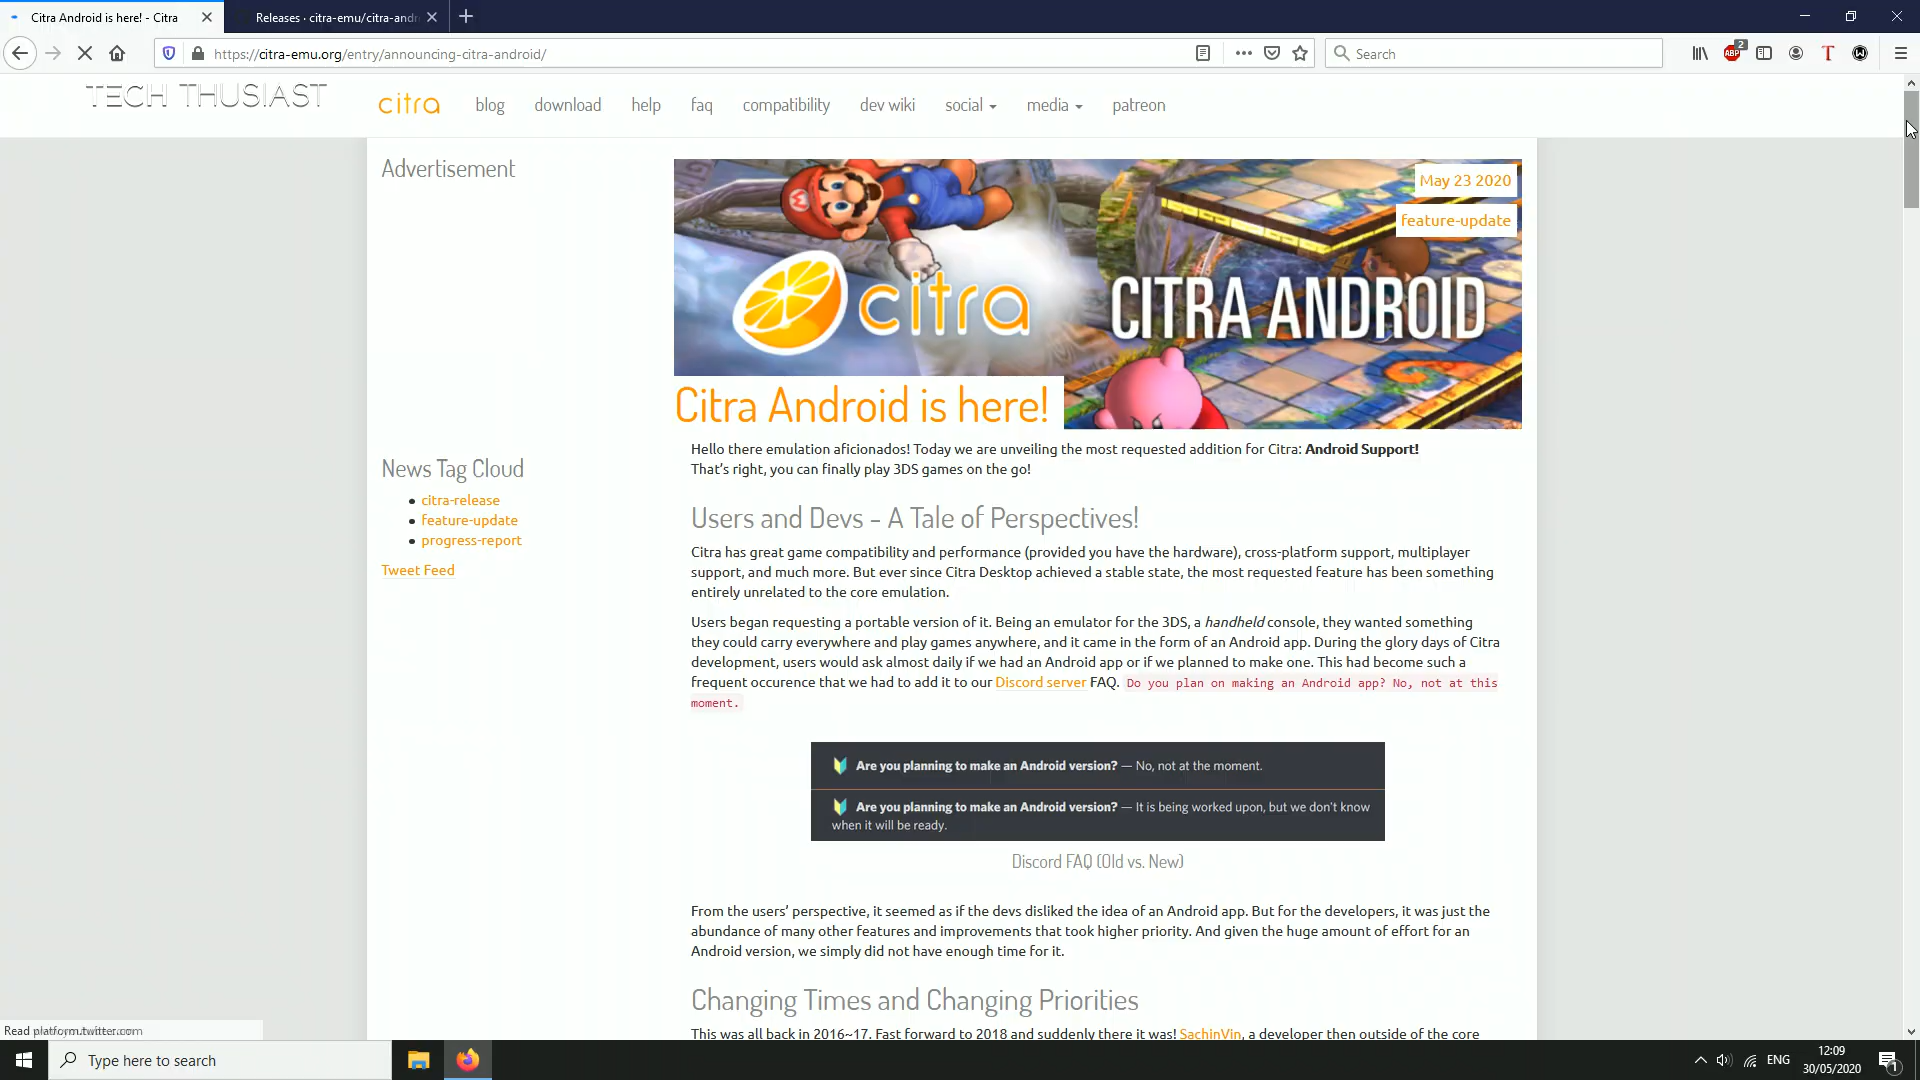 Citra Android is here! - Citra
Releases · citra-emu/citra-andr
https://citra-emu.org/entry/announcing-citra-android/
Search
ABP
2
T
TECH THUSIAST
citra
blog
download
help
faq
compatibility
dev wiki
social
media
patreon
Advertisement
May 23 2020
feature-update
citra
CITRA ANDROID
Citra Android is here!
Hello there emulation aficionados! Today we are unveiling the most requested addition for Citra: Android Support!
That's right, you can finally play 3DS games on the go!
News Tag Cloud
citra-release
feature-update
progress-report
Tweet Feed
Users and Devs - A Tale of Perspectives!
Citra has great game compatibility and performance (provided you have the hardware), cross-platform support, multiplayer
support, and much more. But ever since Citra Desktop achieved a stable state, the most requested feature has been something
entirely unrelated to the core emulation.
Users began requesting a portable version of it. Being an emulator for the 3DS, a handheld console, they wanted something
they could carry everywhere and play games anywhere, and it came in the form of an Android app. During the glory days of Citra
development, users would ask almost daily if we had an Android app or if we planned to make one. This had become such a
frequent occurence that we had to add it to our Discord server FAQ. Do you plan on making an Android app? No, not at this
moment.
Are you planning to make an Android version? — No, not at the moment.
Are you planning to make an Android version? — It is being worked upon, but we don't know
when it will be ready.
Discord FAQ (Old vs. New)
From the users' perspective, it seemed as if the devs disliked the idea of an Android app. But for the developers, it was just the
abundance of many other features and improvements that took higher priority. And given the huge amount of effort for an
Android version, we simply did not have enough time for it.
Changing Times and Changing Priorities
This was all back in 2016~17. Fast forward to 2018 and suddenly there it was! SachinVin, a developer then outside of the core
Read platform.twitter.com
Type here to search
ENG
12:09
30/05/2020
1